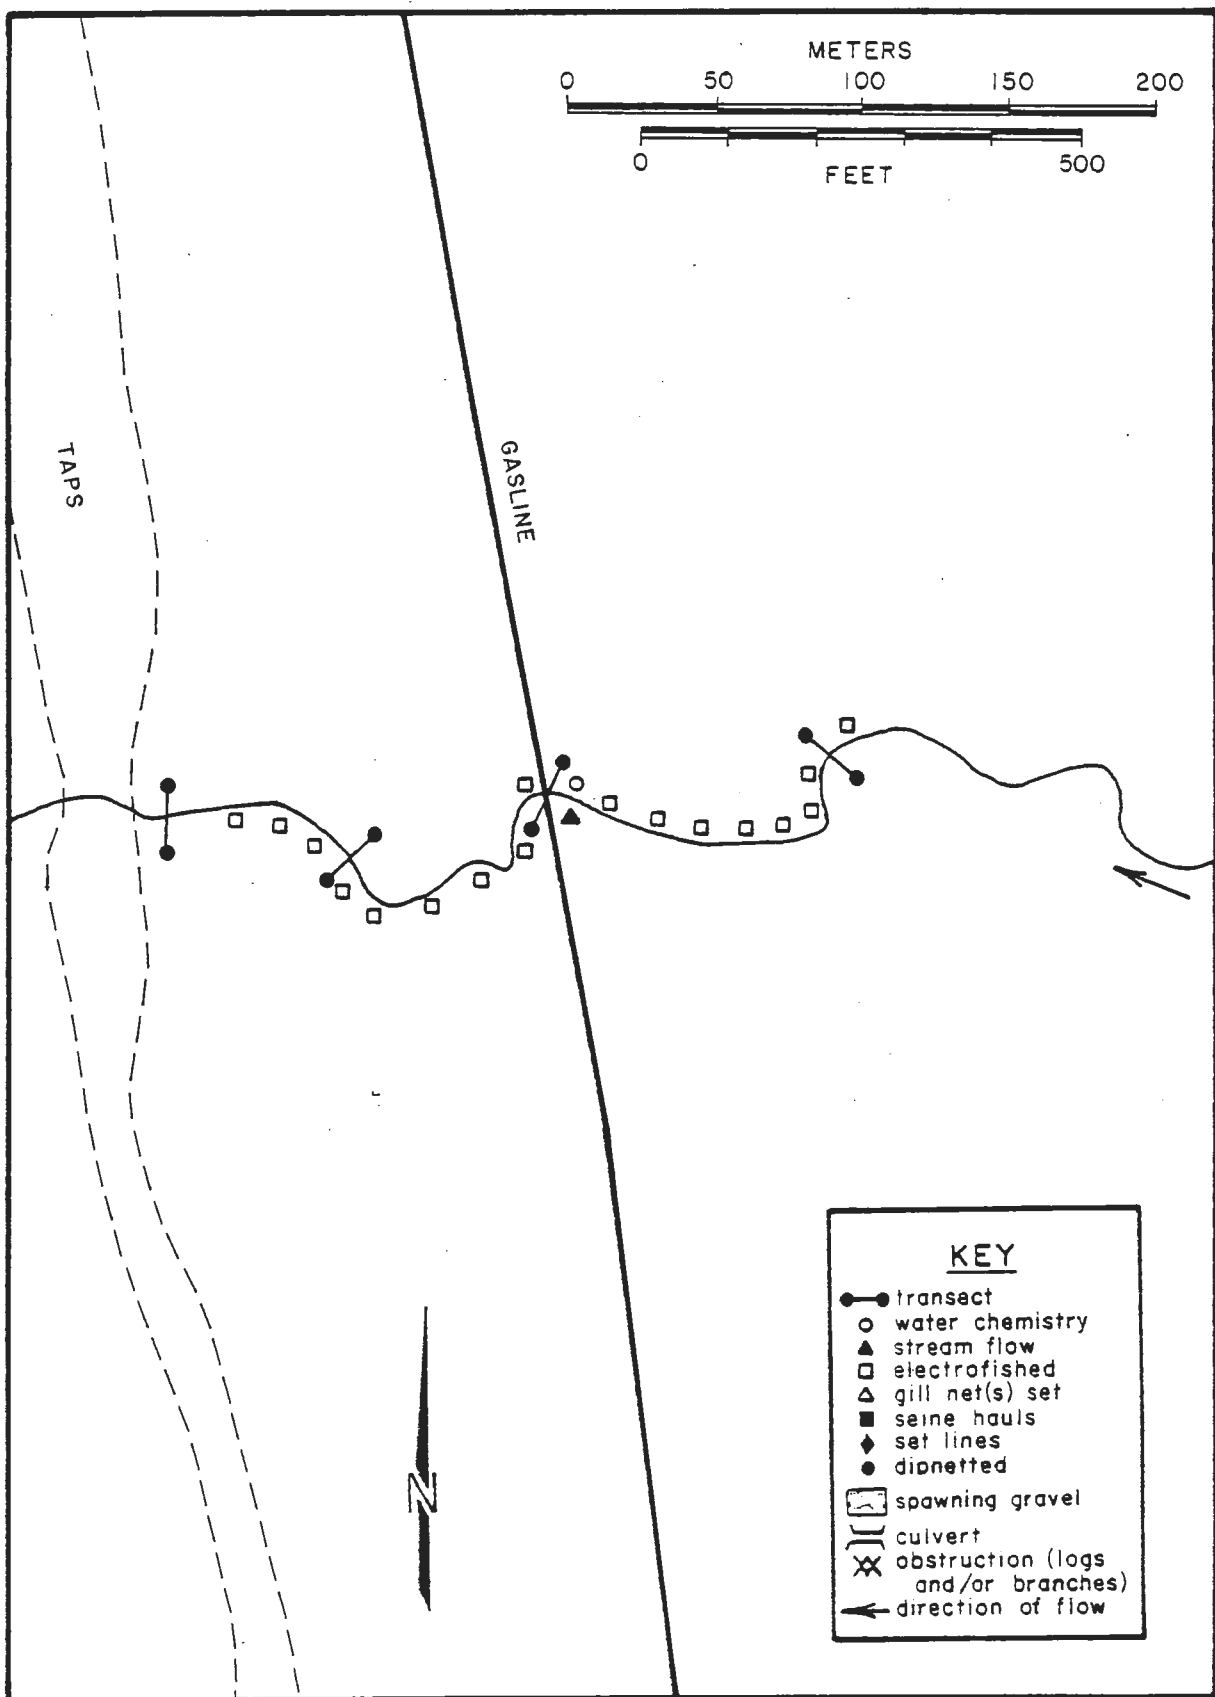 METERS
0 50 100 150 200
0 500
FEET
TAPS
GASLINE
N
KEY
transect
water chemistry
stream flow
electrofished
gill net(s) set
seine hauls
set lines
dipnetted
spawning gravel
culvert
obstruction (logs
and/or branches)
direction of flow